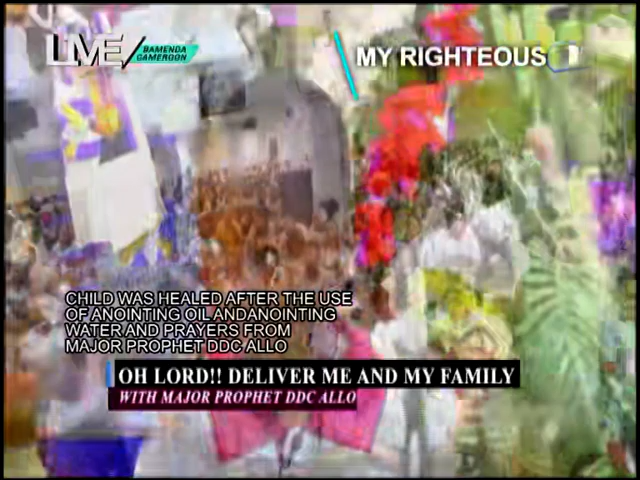 LIVE
BAMENDA
CAMEROON
MY RIGHTEOUS
CHILD WAS HEALED AFTER THE USE
OF ANOINTING OIL ANDANOINTING
WATER AND PRAYERS FROM
MAJOR PROPHET DDC ALLO
OH LORD!! DELIVER ME AND MY FAMILY
WITH MAJOR PROPHET DDC ALLO